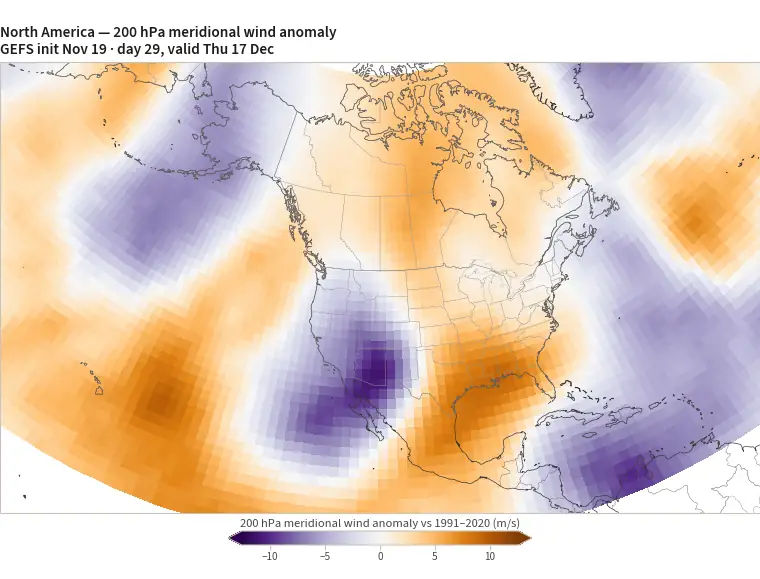 North America — 200 hPa meridional wind anomaly
GEFS init Nov 19 · day 29, valid Thu 17 Dec
200 hPa meridional wind anomaly vs 1991–2020 (m/s)
−10 −5 0 5 10